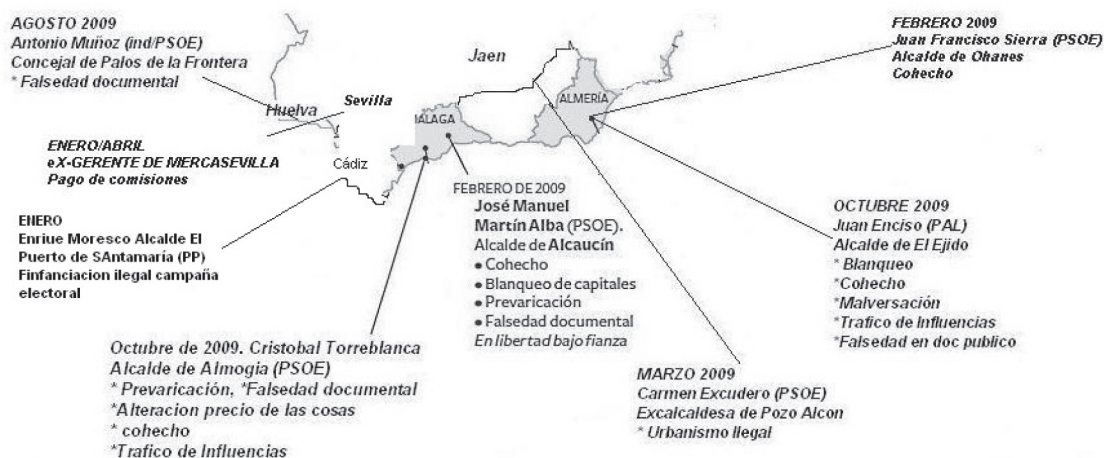 AGOSTO 2009
Antonio Muñoz (ind/PSOE)
Concejal de Palos de la Frontera
* Falsedad documental
Huelva
Sevilla
Jaen
ALMERÍA
FEBRERO 2009
Juan Francisco Sierra (PSOE)
Alcalde de Ohanes
Cohecho
ENERO/ABRIL
eX-GERENTE DE MERCASEVILLA
Pago de comisiones
Cádiz
ÁLAGA
ENERO
Enriue Moresco Alcalde El
Puerto de SAntamaría (PP)
Finfanciacion ilegal campaña
electoral
FEBRERO DE 2009
José Manuel
Martín Alba (PSOE).
Alcalde de Alcaucín
• Cohecho
• Blanqueo de capitales
• Prevaricación
• Falsedad documental
En libertad bajo fianza
OCTUBRE 2009
Juan Enciso (PAL)
Alcalde de El Ejido
* Blanqueo
*Cohecho
*Malversación
*Trafico de Influencias
*Falsedad en doc publico
Octubre de 2009. Cristobal Torreblanca
Alcalde de Almogia (PSOE)
* Prevaricación, *Falsedad documental
*Alteracion precio de las cosas
* cohecho
*Trafico de Influencias
MARZO 2009
Carmen Excudero (PSOE)
Excalcaldesa de Pozo Alcon
* Urbanismo ilegal